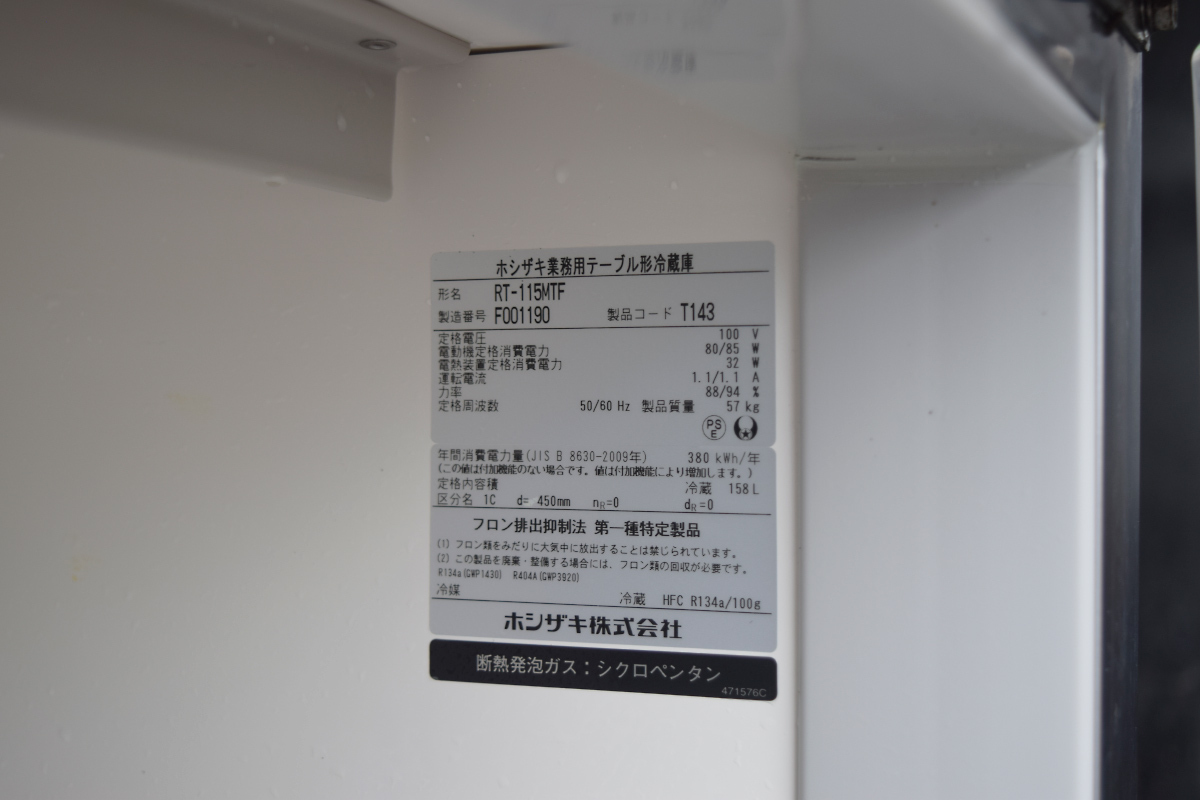 ホシザキ業務用テーブル形冷蔵庫
形名 RT-115MTF
製造番号 F001190 製品コード T143
定格電圧 100 V
電動機定格消費電力 80/85 W
電熱装置定格消費電力 32 W
運転電流 1.1/1.1 A
力率 88/94 %
定格周波数 50/60 Hz 製品質量 57 kg
PS E
年間消費電力量(JIS B 8630-2009年) 380 kWh/年
(この値は付加機能のない場合です。値は付加機能により増加します。)
定格内容積 冷蔵 158L
区分名 1C d= 450mm nR=0 dR=0
フロン排出抑制法 第一種特定製品
(1) フロン類をみだりに大気中に放出することは禁じられています。
(2) この製品を廃棄・整備する場合には、フロン類の回収が必要です。
R134a(GWP1430) R404A(GWP3920)
冷媒 冷蔵 HFC R134a/100g
ホシザキ株式会社
断熱発泡ガス：シクロペンタン
471576C